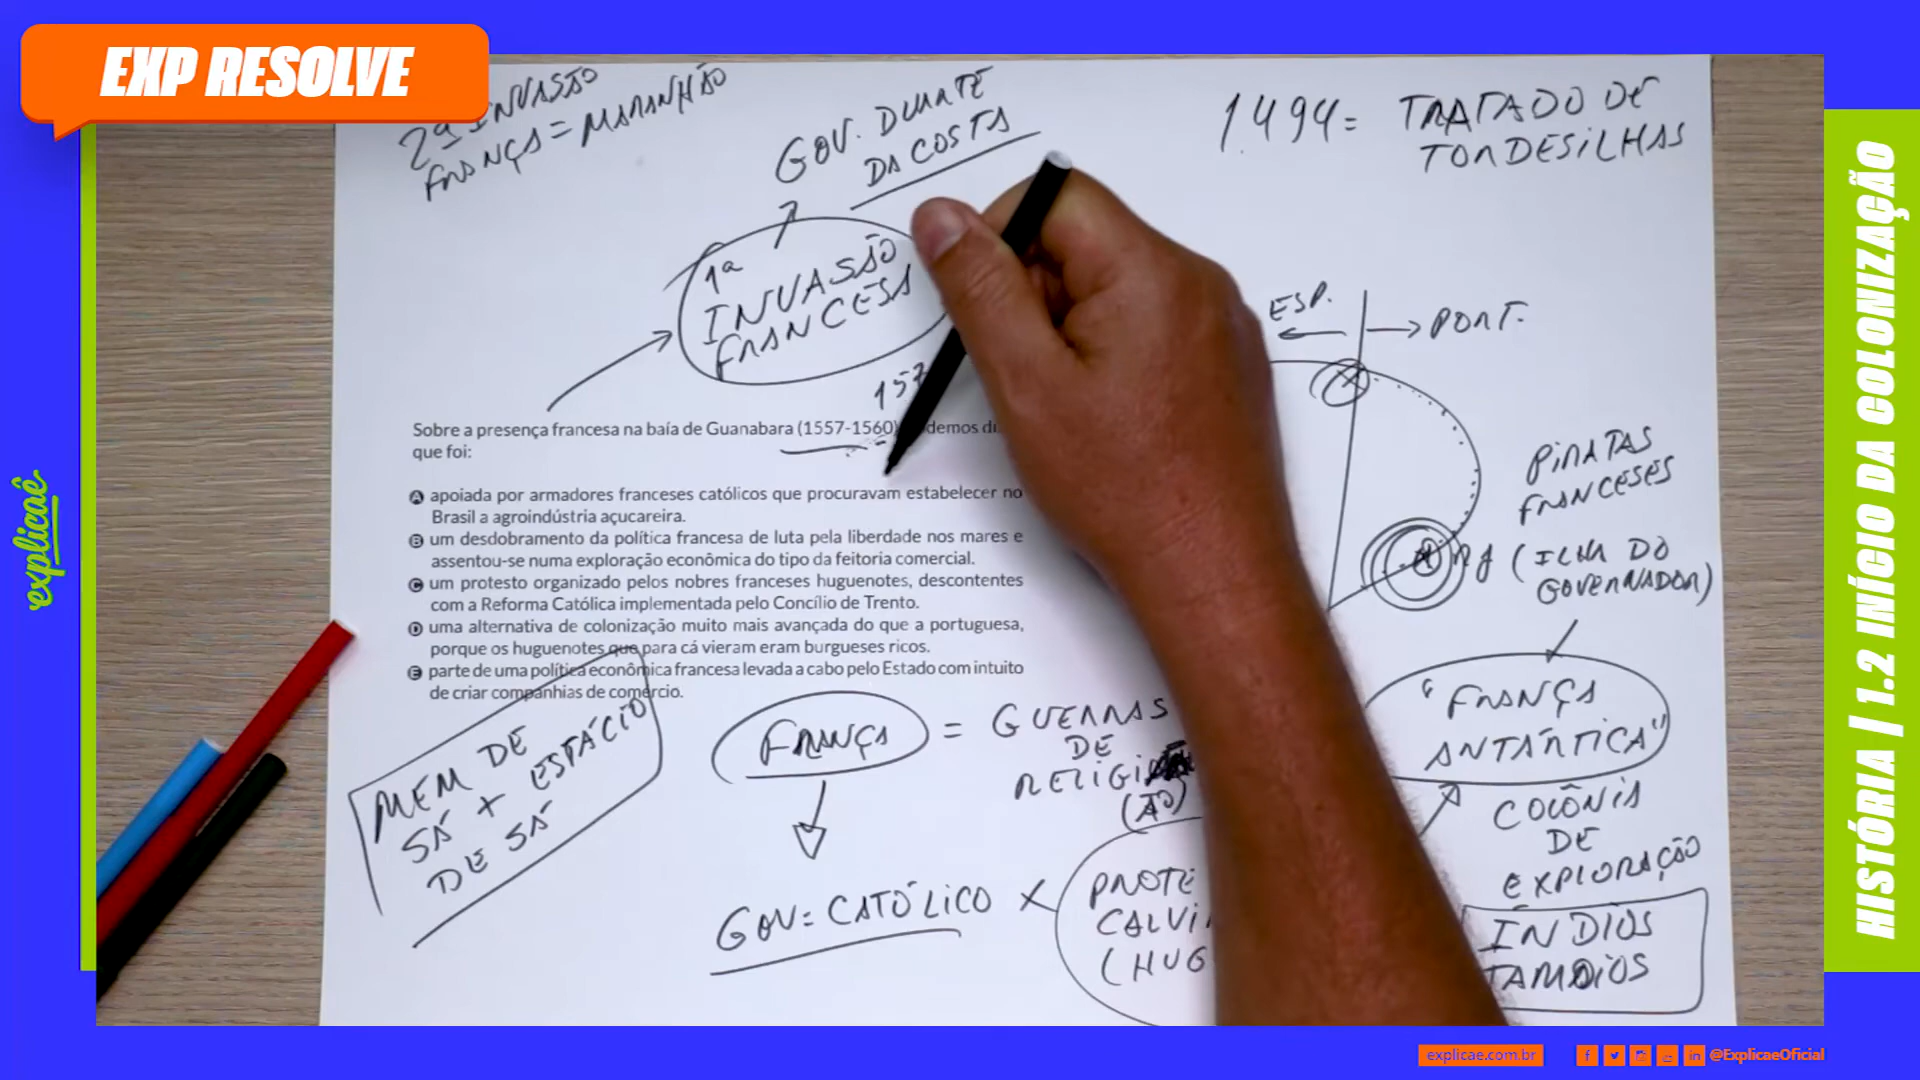 EXP RESOLVE
2ª INVASÃO
FRANÇA = MARANHÃO
GOV. DUARTE
DA COSTA
1494 = TRATADO DE
TORDESILHAS
1ª
INVASÃO
FRANCESA
157
ESP.
PORT.
Sobre a presença francesa na baía de Guanabara (1557-1560)
que foi:
A apoiada por armadores franceses católicos que procuravam estabelecer no
Brasil a agroindústria açucareira.
B um desdobramento da política francesa de luta pela liberdade nos mares e
assentou-se numa exploração econômica do tipo da feitoria comercial.
C um protesto organizado pelos nobres franceses huguenotes, descontentes
com a Reforma Católica implementada pelo Concílio de Trento.
D uma alternativa de colonização muito mais avançada do que a portuguesa,
porque os huguenotes que para cá vieram eram burgueses ricos.
E parte de uma política econômica francesa levada a cabo pelo Estado com intuito
de criar companhias de comércio.
PIRATAS
FRANCESES
RJ (ILHA DO
GOVERNADOR)
"FRANÇA
ANTÁRTICA"
COLÔNIA
DE
EXPLORAÇÃO
ÍNDIOS
TAMOIOS
MEM DE
SÁ + ESTÁCIO
DE SÁ
FRANÇA = GUERRAS
DE
RELIGI
(ÃO)
GOV = CATÓLICO X
PROTE
CALVI
(HUG
explicaê
HISTÓRIA | 1.2 INÍCIO DA COLONIZAÇÃO
explicae.com.br
@ExplicaeOficial